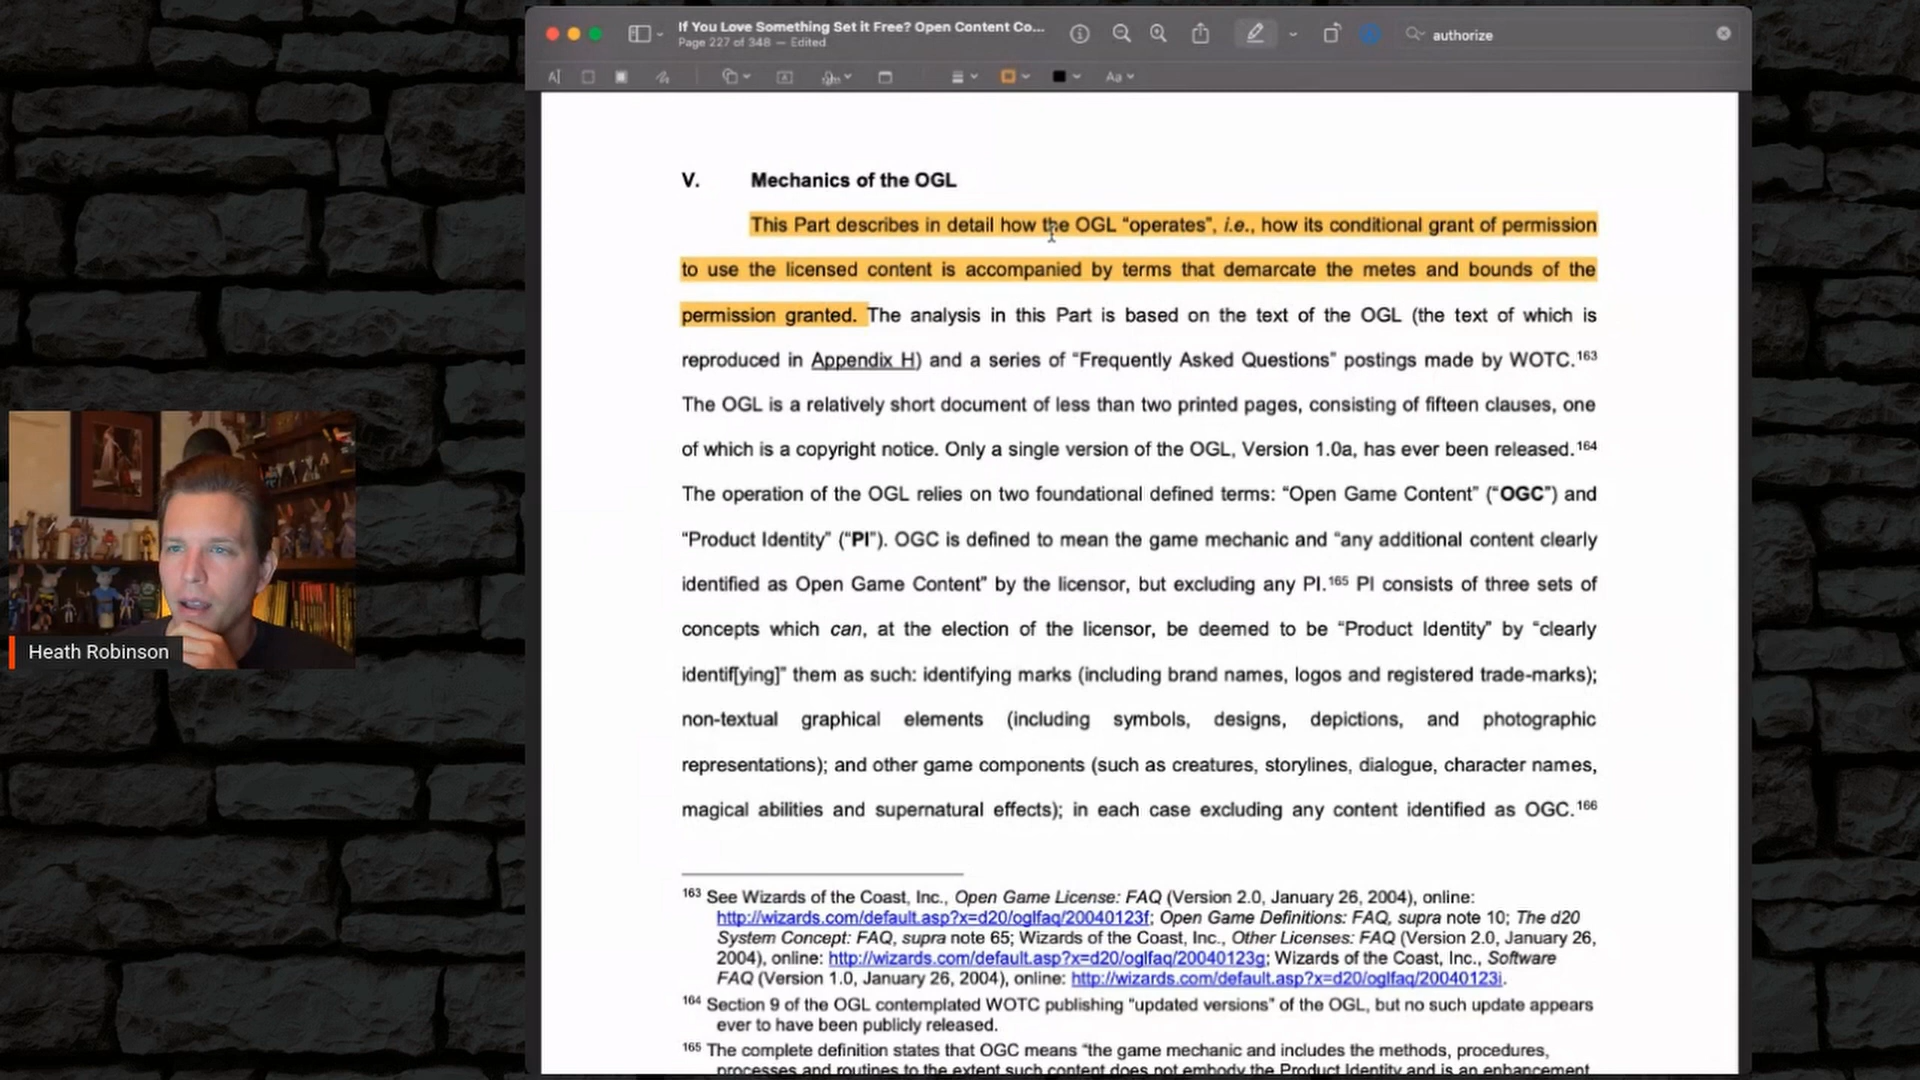 If You Love Something Set it Free? Open Content Co...
Page 227 of 348 — Edited
authorize
Aa
V. Mechanics of the OGL
This Part describes in detail how the OGL “operates”, i.e., how its conditional grant of permission
to use the licensed content is accompanied by terms that demarcate the metes and bounds of the
permission granted. The analysis in this Part is based on the text of the OGL (the text of which is
reproduced in Appendix H) and a series of “Frequently Asked Questions” postings made by WOTC.163
The OGL is a relatively short document of less than two printed pages, consisting of fifteen clauses, one
of which is a copyright notice. Only a single version of the OGL, Version 1.0a, has ever been released.164
The operation of the OGL relies on two foundational defined terms: “Open Game Content” (“OGC”) and
“Product Identity” (“PI”). OGC is defined to mean the game mechanic and “any additional content clearly
identified as Open Game Content” by the licensor, but excluding any PI.165 PI consists of three sets of
concepts which can, at the election of the licensor, be deemed to be “Product Identity” by “clearly
identif[ying]” them as such: identifying marks (including brand names, logos and registered trade-marks);
non-textual graphical elements (including symbols, designs, depictions, and photographic
representations); and other game components (such as creatures, storylines, dialogue, character names,
magical abilities and supernatural effects); in each case excluding any content identified as OGC.166
163 See Wizards of the Coast, Inc., Open Game License: FAQ (Version 2.0, January 26, 2004), online:
http://wizards.com/default.asp?x=d20/oglfaq/20040123f; Open Game Definitions: FAQ, supra note 10; The d20
System Concept: FAQ, supra note 65; Wizards of the Coast, Inc., Other Licenses: FAQ (Version 2.0, January 26,
2004), online: http://wizards.com/default.asp?x=d20/oglfaq/20040123g; Wizards of the Coast, Inc., Software
FAQ (Version 1.0, January 26, 2004), online: http://wizards.com/default.asp?x=d20/oglfaq/20040123i.
164 Section 9 of the OGL contemplated WOTC publishing “updated versions” of the OGL, but no such update appears
ever to have been publicly released.
165 The complete definition states that OGC means “the game mechanic and includes the methods, procedures,
processes and routines to the extent such content does not embody the Product Identity and is an enhancement
Heath Robinson